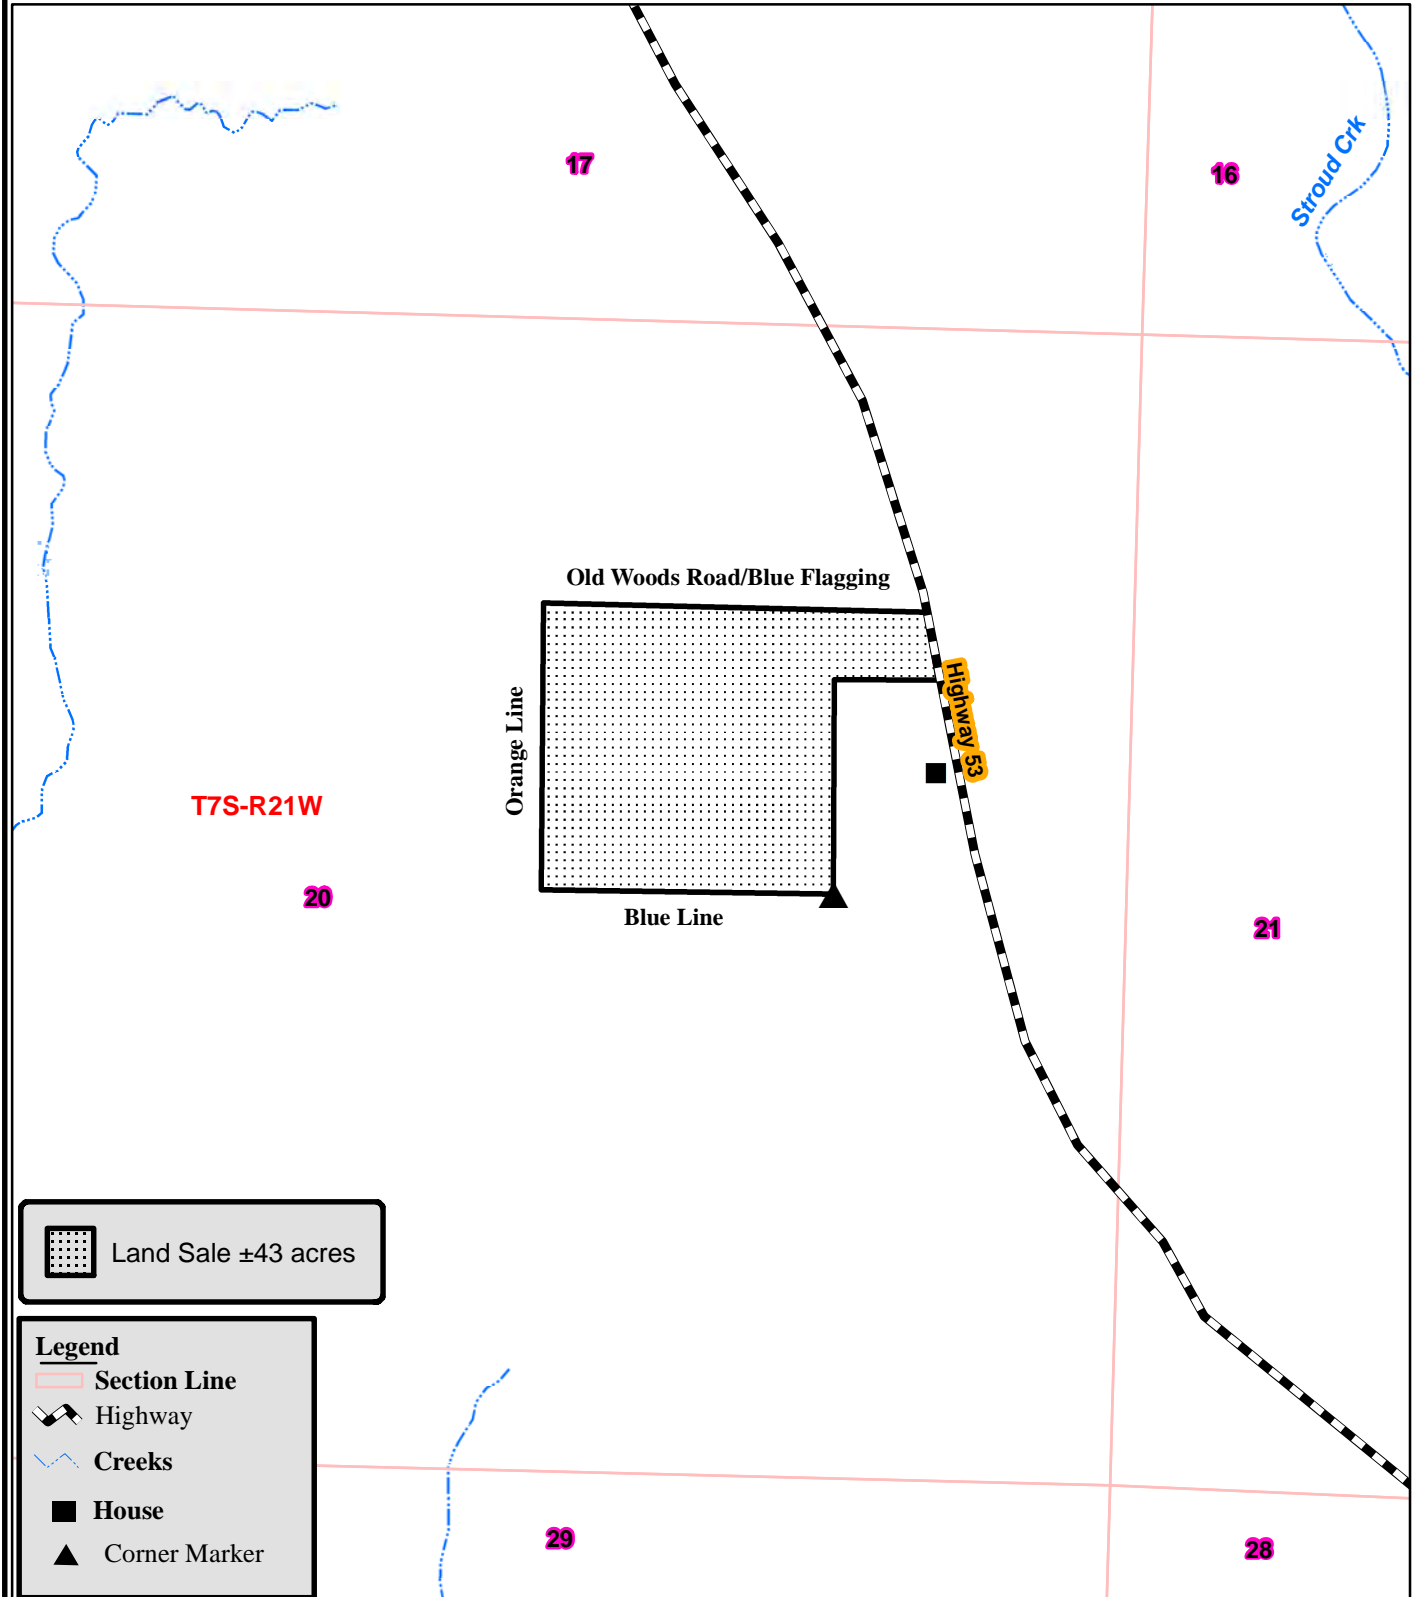 17
16
Stroud Crk
Old Woods Road/Blue Flagging
Highway 53
Orange Line
T7S-R21W
20
Blue Line
21
Land Sale ±43 acres
Legend
Section Line
Highway
Creeks
House
Corner Marker
29
28